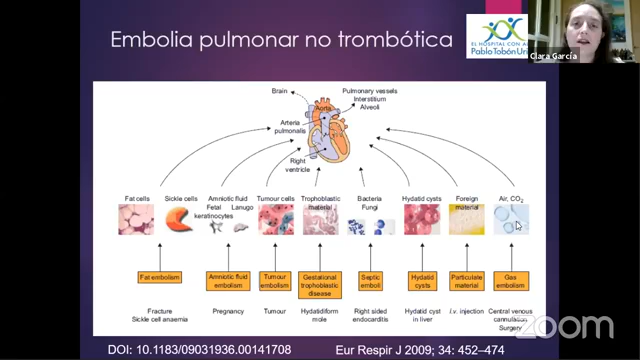 Embolia pulmonar no trombótica
EL HOSPITAL CON A
Pablo Tobón Uri
Clara García
Brain
Pulmonary vessels
Interstitium
Alveoli
Aorta
Arteria
pulmonalis
Right
ventricle
Fat cells
Sickle cells
Amniotic fluid
Fetal Lanugo
keratinocytes
Tumour cells
Trophoblastic
material
Bacteria
Fungi
Hydatid cysts
Foreign
material
Air, CO2
Fat embolism
Amniotic fluid
embolism
Tumour
embolism
Gestational
trophoblastic
disease
Septic
emboli
Hydatid
cysts
Particulate
material
Gas
embolism
Fracture
Sickle cell anaemia
Pregnancy
Tumour
Hydatidiform
mole
Right sided
endocarditis
Hydatid cyst
in liver
i.v. injection
Central venous
cannulation
Surgery
zoom
DOI: 10.1183/09031936.00141708
Eur Respir J 2009; 34: 452–474